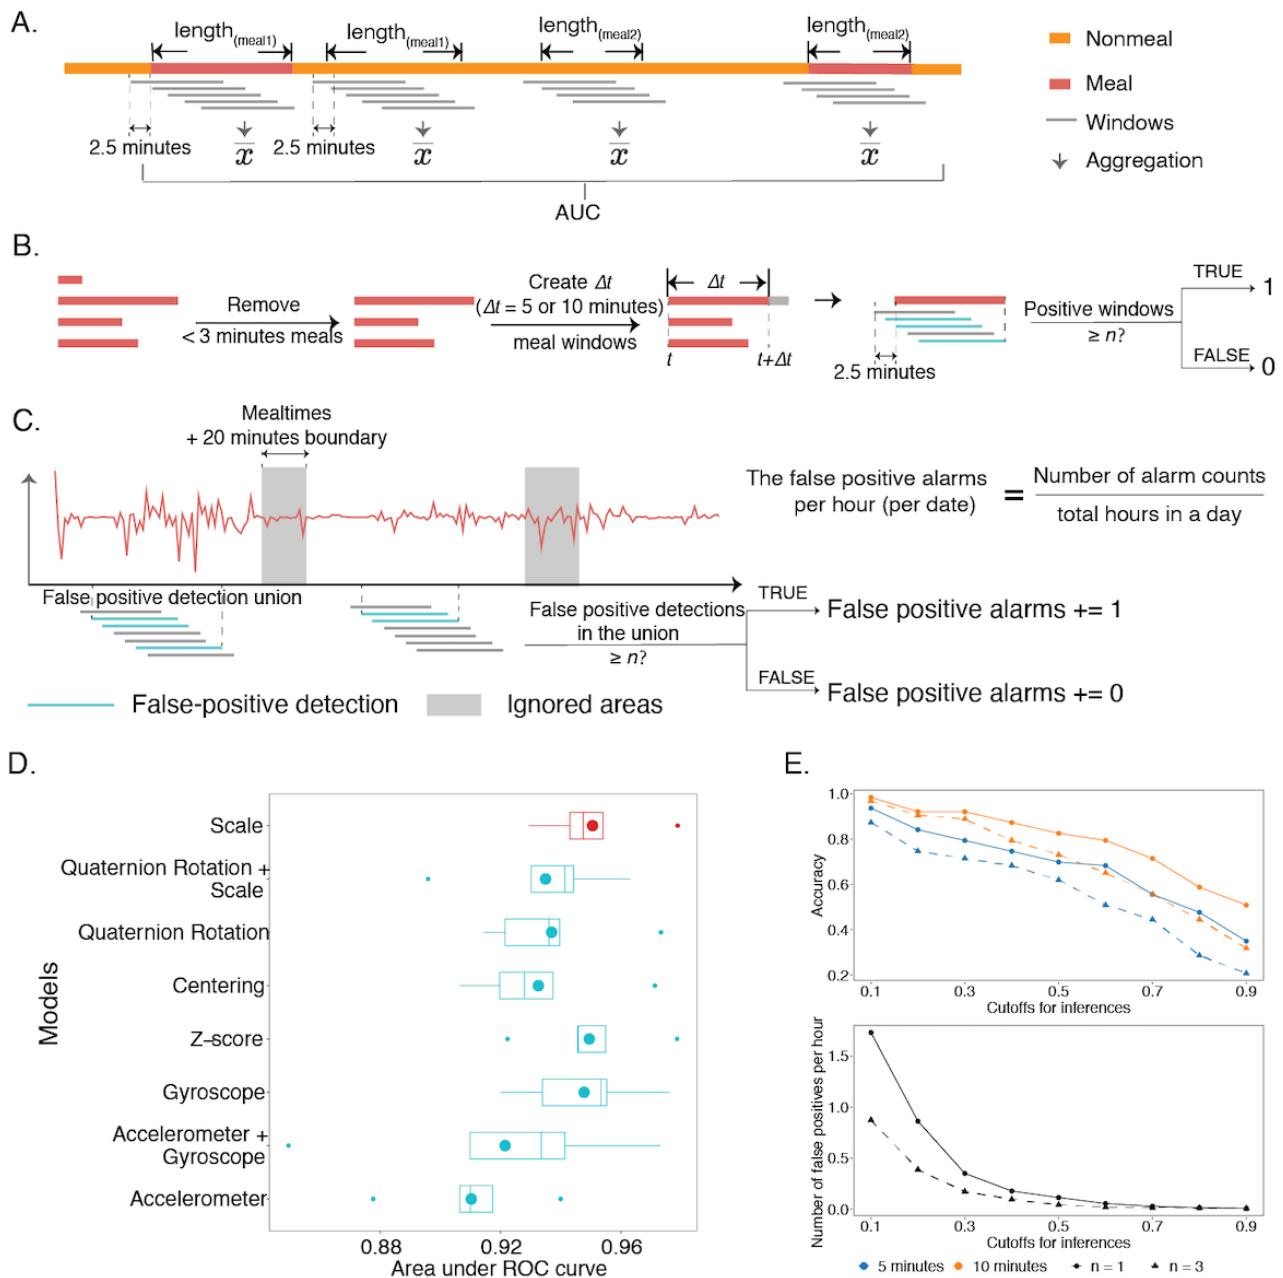 A.
length(meal1)
length(meal1)
length(meal2)
length(meal2)
Nonmeal
Meal
Windows
Aggregation
2.5 minutes
x
2.5 minutes
x
x
x
AUC
B.
Remove
< 3 minutes meals
Create Δt
(Δt = 5 or 10 minutes)
meal windows
Δt
t
t+Δt
2.5 minutes
Positive windows
≥ n?
TRUE
1
FALSE
0
C.
Mealtimes
+ 20 minutes boundary
The false positive alarms
per hour (per date)
=
Number of alarm counts
total hours in a day
False positive detection union
False positive detections
in the union
≥ n?
TRUE
False positive alarms += 1
FALSE
False positive alarms += 0
False-positive detection
Ignored areas
D.
Models
Scale
Quaternion Rotation +
Scale
Quaternion Rotation
Centering
Z-score
Gyroscope
Accelerometer +
Gyroscope
Accelerometer
0.88 0.92 0.96
Area under ROC curve
E.
Accuracy
1.0
0.8
0.6
0.4
0.2
0.1 0.3 0.5 0.7 0.9
Cutoffs for inferences
Number of false positives per hour
1.5
1.0
0.5
0.0
0.1 0.3 0.5 0.7 0.9
Cutoffs for inferences
5 minutes 10 minutes n = 1 n = 3